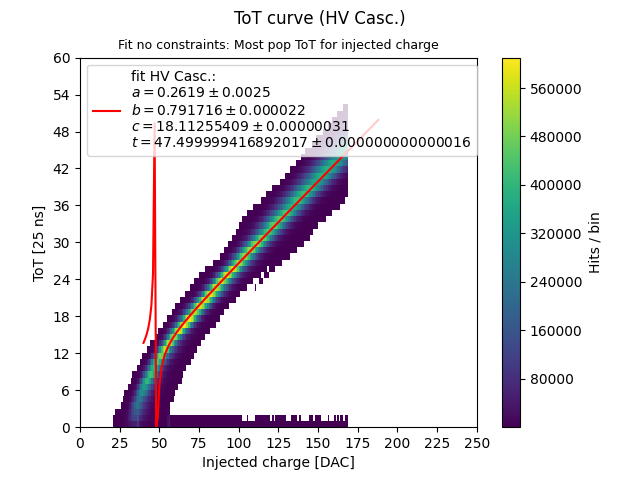 ToT curve (HV Casc.)
Fit no constraints: Most pop ToT for injected charge
fit HV Casc.:
a = 0.2619 ± 0.0025
b = 0.791716 ± 0.000022
c = 18.11255409 ± 0.00000031
t = 47.499999416892017 ± 0.000000000000016
60
54
48
42
36
30
24
18
12
6
0
ToT [25 ns]
0 25 50 75 100 125 150 175 200 225 250
Injected charge [DAC]
560000
480000
400000
320000
240000
160000
80000
Hits / bin